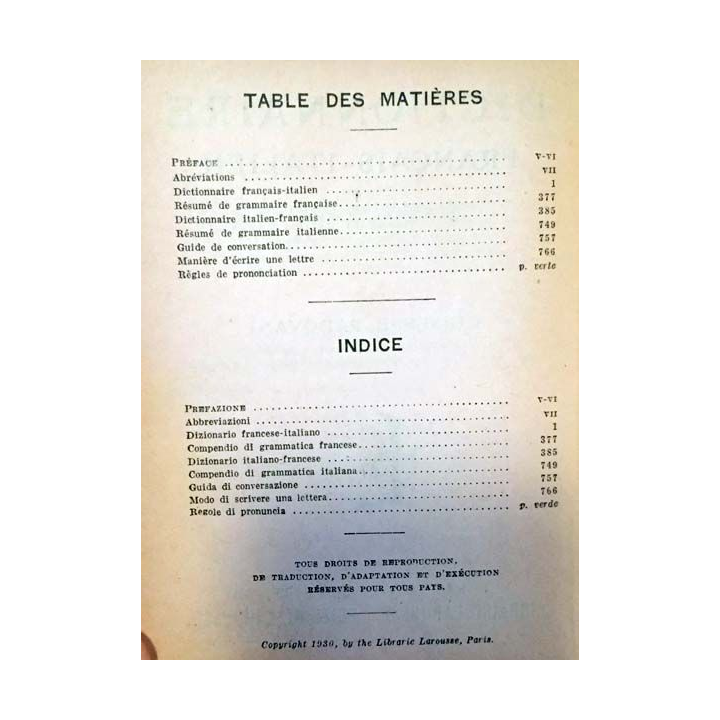 TABLE DES MATIÈRES
PRÉFACE ........ V-VI
Abréviations ........ VII
Dictionnaire français-italien ........ 1
Résumé de grammaire française ........ 377
Dictionnaire italien-français ........ 385
Résumé de grammaire italienne ........ 749
Guide de conversation ........ 757
Manière d'écrire une lettre ........ 766
Règles de prononciation ........ p. verte
INDICE
PREFAZIONE ........ V-VI
Abbreviazioni ........ VII
Dizionario francese-italiano ........ 1
Compendio di grammatica francese ........ 377
Dizionario italiano-francese ........ 385
Compendio di grammatica italiana ........ 749
Guida di conversazione ........ 757
Modo di scrivere una lettera ........ 766
Regole di pronuncia ........ p. verde
TOUS DROITS DE REPRODUCTION,
DE TRADUCTION, D'ADAPTATION ET D'EXÉCUTION
RÉSERVÉS POUR TOUS PAYS.
Copyright 1930, by the Librarie Larousse, Paris.